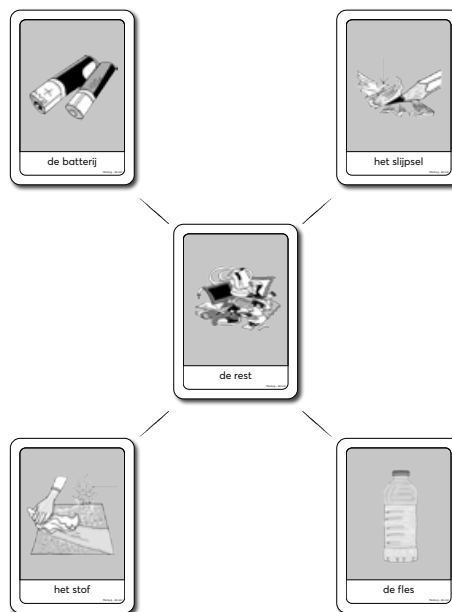 de batterij
het slijpsel
de rest
het stof
de fles